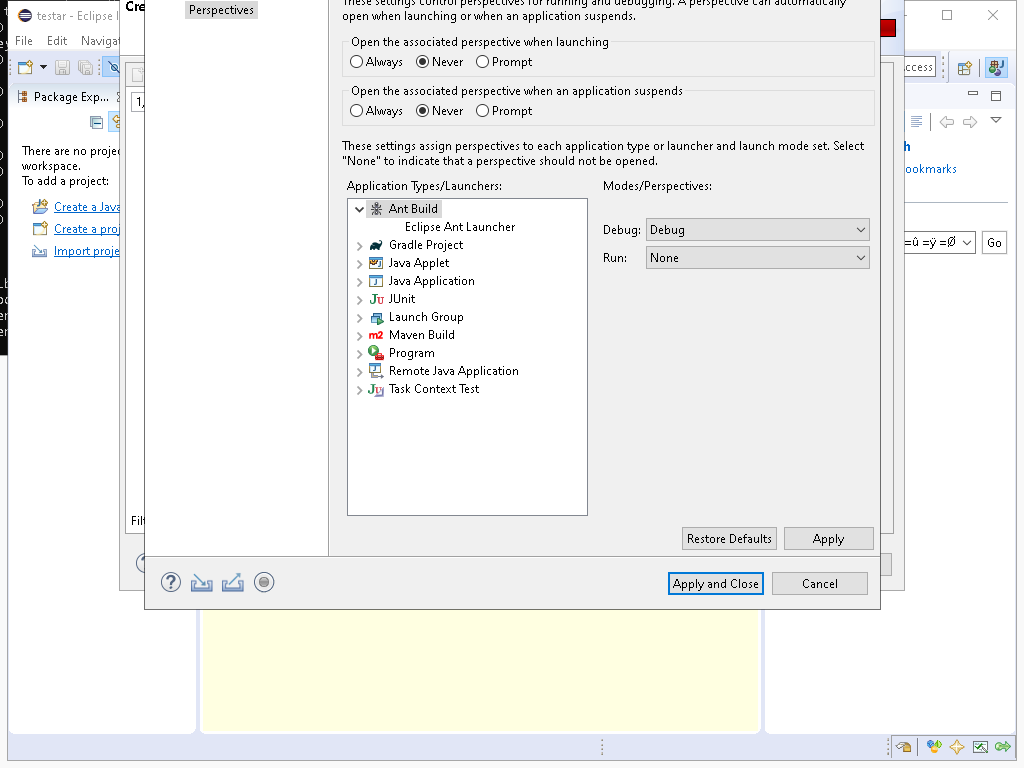 testar - Eclipse I
File Edit Naviga
Package Exp...
There are no proje
workspace.
To add a project:
Create a Java
Create a proj
Import proje
Cre
1,
Filt
Perspectives
These settings control perspectives for running and debugging. A perspective can automatically
open when launching or when an application suspends.
Open the associated perspective when launching
Always Never Prompt
Open the associated perspective when an application suspends
Always Never Prompt
These settings assign perspectives to each application type or launcher and launch mode set. Select
"None" to indicate that a perspective should not be opened.
Application Types/Launchers:
Modes/Perspectives:
Ant Build
Eclipse Ant Launcher
Gradle Project
Java Applet
Java Application
JUnit
Launch Group
Maven Build
Program
Remote Java Application
Task Context Test
Debug: Debug
Run: None
Restore Defaults
Apply
Apply and Close
Cancel
ccess
h
ookmarks
=û =ÿ =Ø
Go